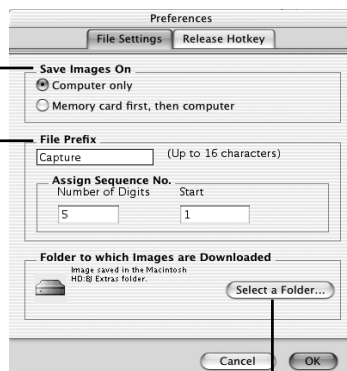 Preferences
File Settings Release Hotkey
Save Images On
Computer only
Memory card first, then computer
File Prefix
Capture (Up to 16 characters)
Assign Sequence No.
Number of Digits Start
5 1
Folder to which Images are Downloaded
Image saved in the Macintosh
HD:BJ Extras folder.
Select a Folder...
Cancel OK